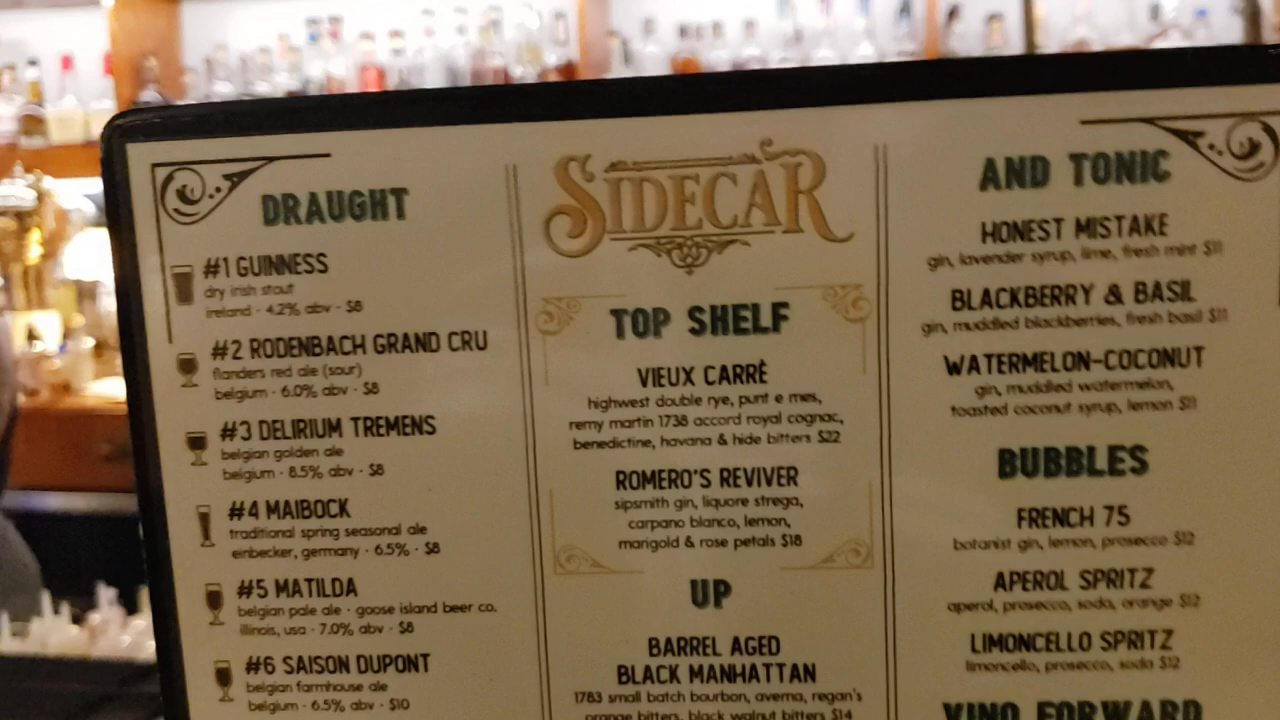 DRAUGHT
#1 GUINNESS
dry irish stout
ireland · 4.2% abv · $8
#2 RODENBACH GRAND CRU
flanders red ale (sour)
belgium · 6.0% abv · $8
#3 DELIRIUM TREMENS
belgian golden ale
belgium · 8.5% abv · $8
#4 MAIBOCK
traditional spring seasonal ale
einbecker, germany · 6.5% · $8
#5 MATILDA
belgian pale ale · goose island beer co.
illinois, usa · 7.0% abv · $8
#6 SAISON DUPONT
belgian farmhouse ale
belgium · 6.5% abv · $10
SIDECAR
TOP SHELF
VIEUX CARRÉ
highwest double rye, punt e mes,
remy martin 1738 accord royal cognac,
benedictine, havana & hide bitters $22
ROMERO'S REVIVER
sipsmith gin, liquore strega,
carpano blanco, lemon,
marigold & rose petals $18
UP
BARREL AGED
BLACK MANHATTAN
1783 small batch bourbon, averna, regan's
orange bitters, black walnut bitters $14
AND TONIC
HONEST MISTAKE
gin, lavender syrup, lime, fresh mint $11
BLACKBERRY & BASIL
gin, muddled blackberries, fresh basil $11
WATERMELON-COCONUT
gin, muddled watermelon,
toasted coconut syrup, lemon $11
BUBBLES
FRENCH 75
botanist gin, lemon, prosecco $12
APEROL SPRITZ
aperol, prosecco, soda, orange $12
LIMONCELLO SPRITZ
limoncello, prosecco, soda $12
VINO FORWARD